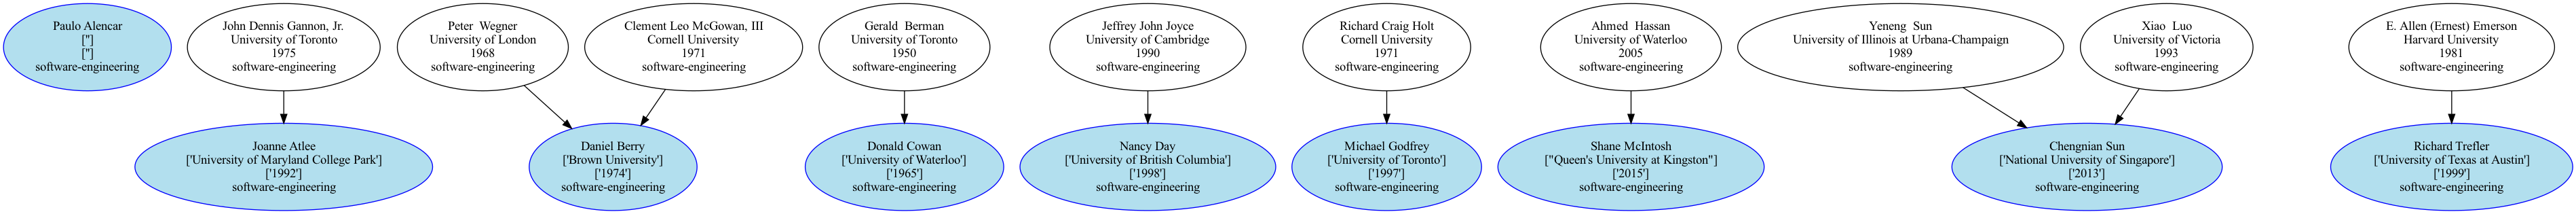 Paulo Alencar
['']
['']
software-engineering
John Dennis Gannon, Jr.
University of Toronto
1975
software-engineering
Peter  Wegner
University of London
1968
software-engineering
Clement Leo McGowan, III
Cornell University
1971
software-engineering
Gerald  Berman
University of Toronto
1950
software-engineering
Jeffrey John Joyce
University of Cambridge
1990
software-engineering
Richard Craig Holt
Cornell University
1971
software-engineering
Ahmed  Hassan
University of Waterloo
2005
software-engineering
Yeneng  Sun
University of Illinois at Urbana-Champaign
1989
software-engineering
Xiao  Luo
University of Victoria
1993
software-engineering
E. Allen (Ernest) Emerson
Harvard University
1981
software-engineering
Joanne Atlee
['University of Maryland College Park']
['1992']
software-engineering
Daniel Berry
['Brown University']
['1974']
software-engineering
Donald Cowan
['University of Waterloo']
['1965']
software-engineering
Nancy Day
['University of British Columbia']
['1998']
software-engineering
Michael Godfrey
['University of Toronto']
['1997']
software-engineering
Shane McIntosh
["Queen's University at Kingston"]
['2015']
software-engineering
Chengnian Sun
['National University of Singapore']
['2013']
software-engineering
Richard Trefler
['University of Texas at Austin']
['1999']
software-engineering